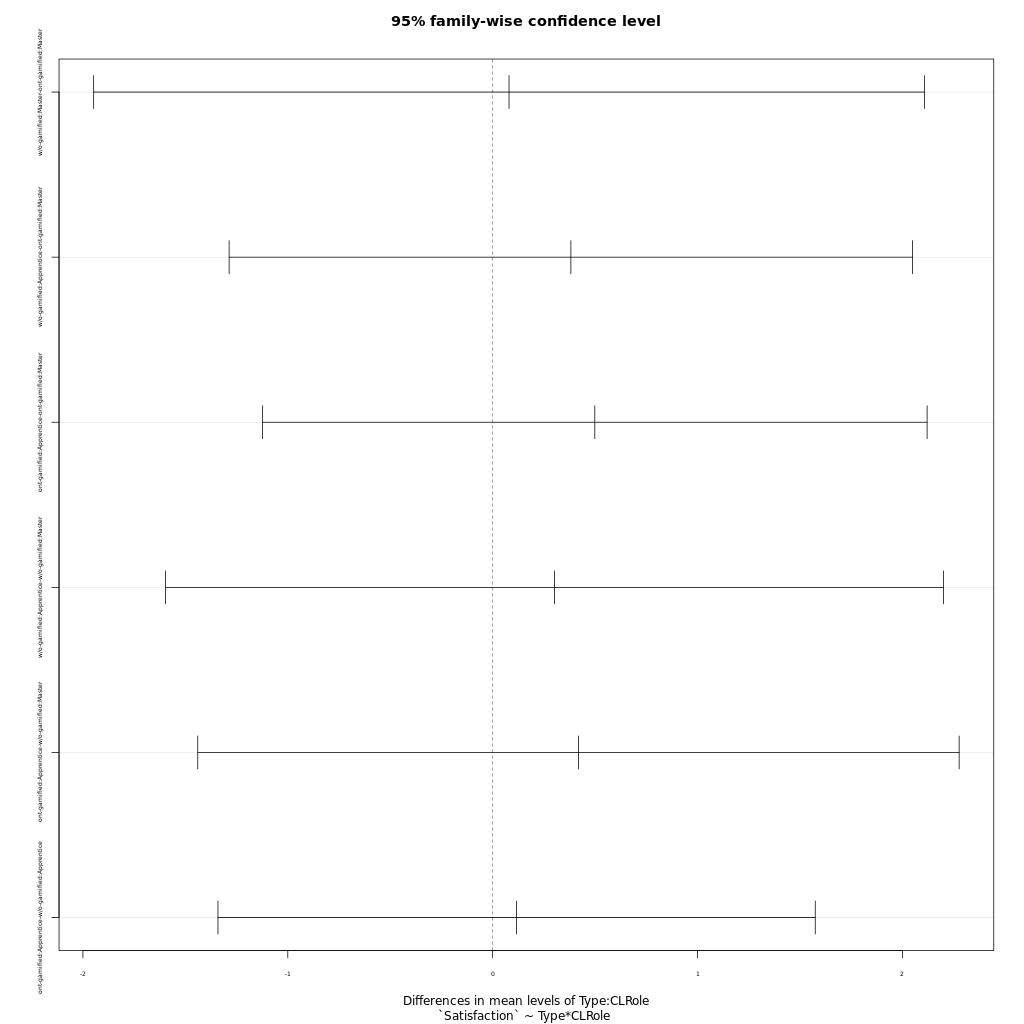 95% family-wise confidence level
w/o-gamified:Master-ont-gamified:Master
w/o-gamified:Apprentice-ont-gamified:Master
ont-gamified:Apprentice-ont-gamified:Master
w/o-gamified:Apprentice-w/o-gamified:Master
ont-gamified:Apprentice-w/o-gamified:Master
ont-gamified:Apprentice-w/o-gamified:Apprentice
-2 -1 0 1 2
Differences in mean levels of Type:CLRole
`Satisfaction` ~ Type*CLRole